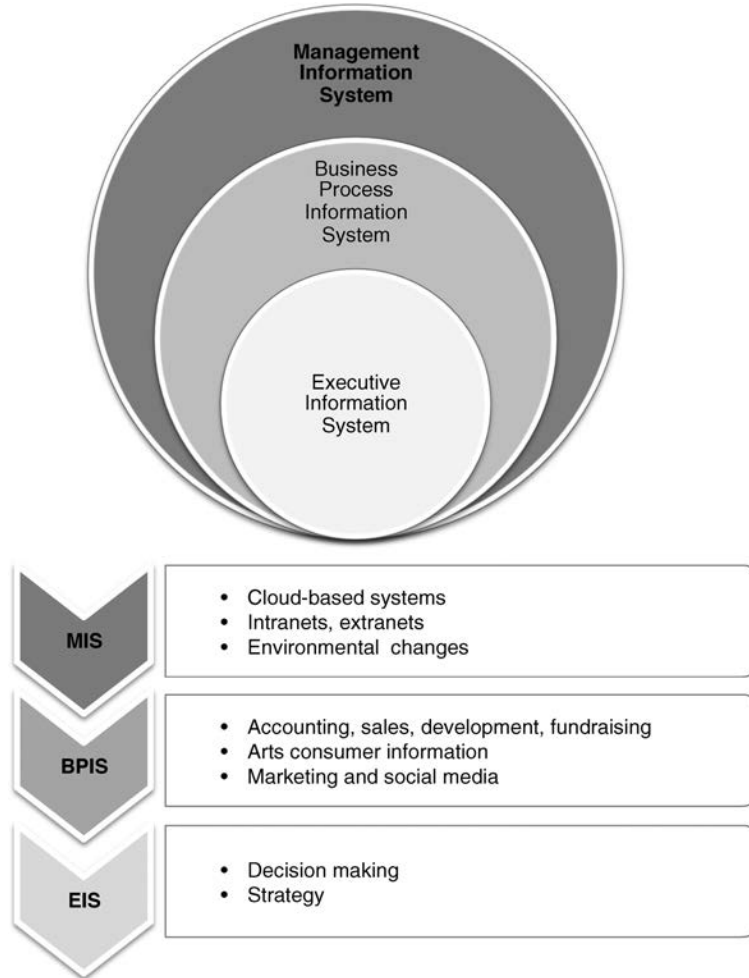 Management
Information
System
Business
Process
Information
System
Executive
Information
System
MIS
• Cloud-based systems
• Intranets, extranets
• Environmental changes
BPIS
• Accounting, sales, development, fundraising
• Arts consumer information
• Marketing and social media
EIS
• Decision making
• Strategy